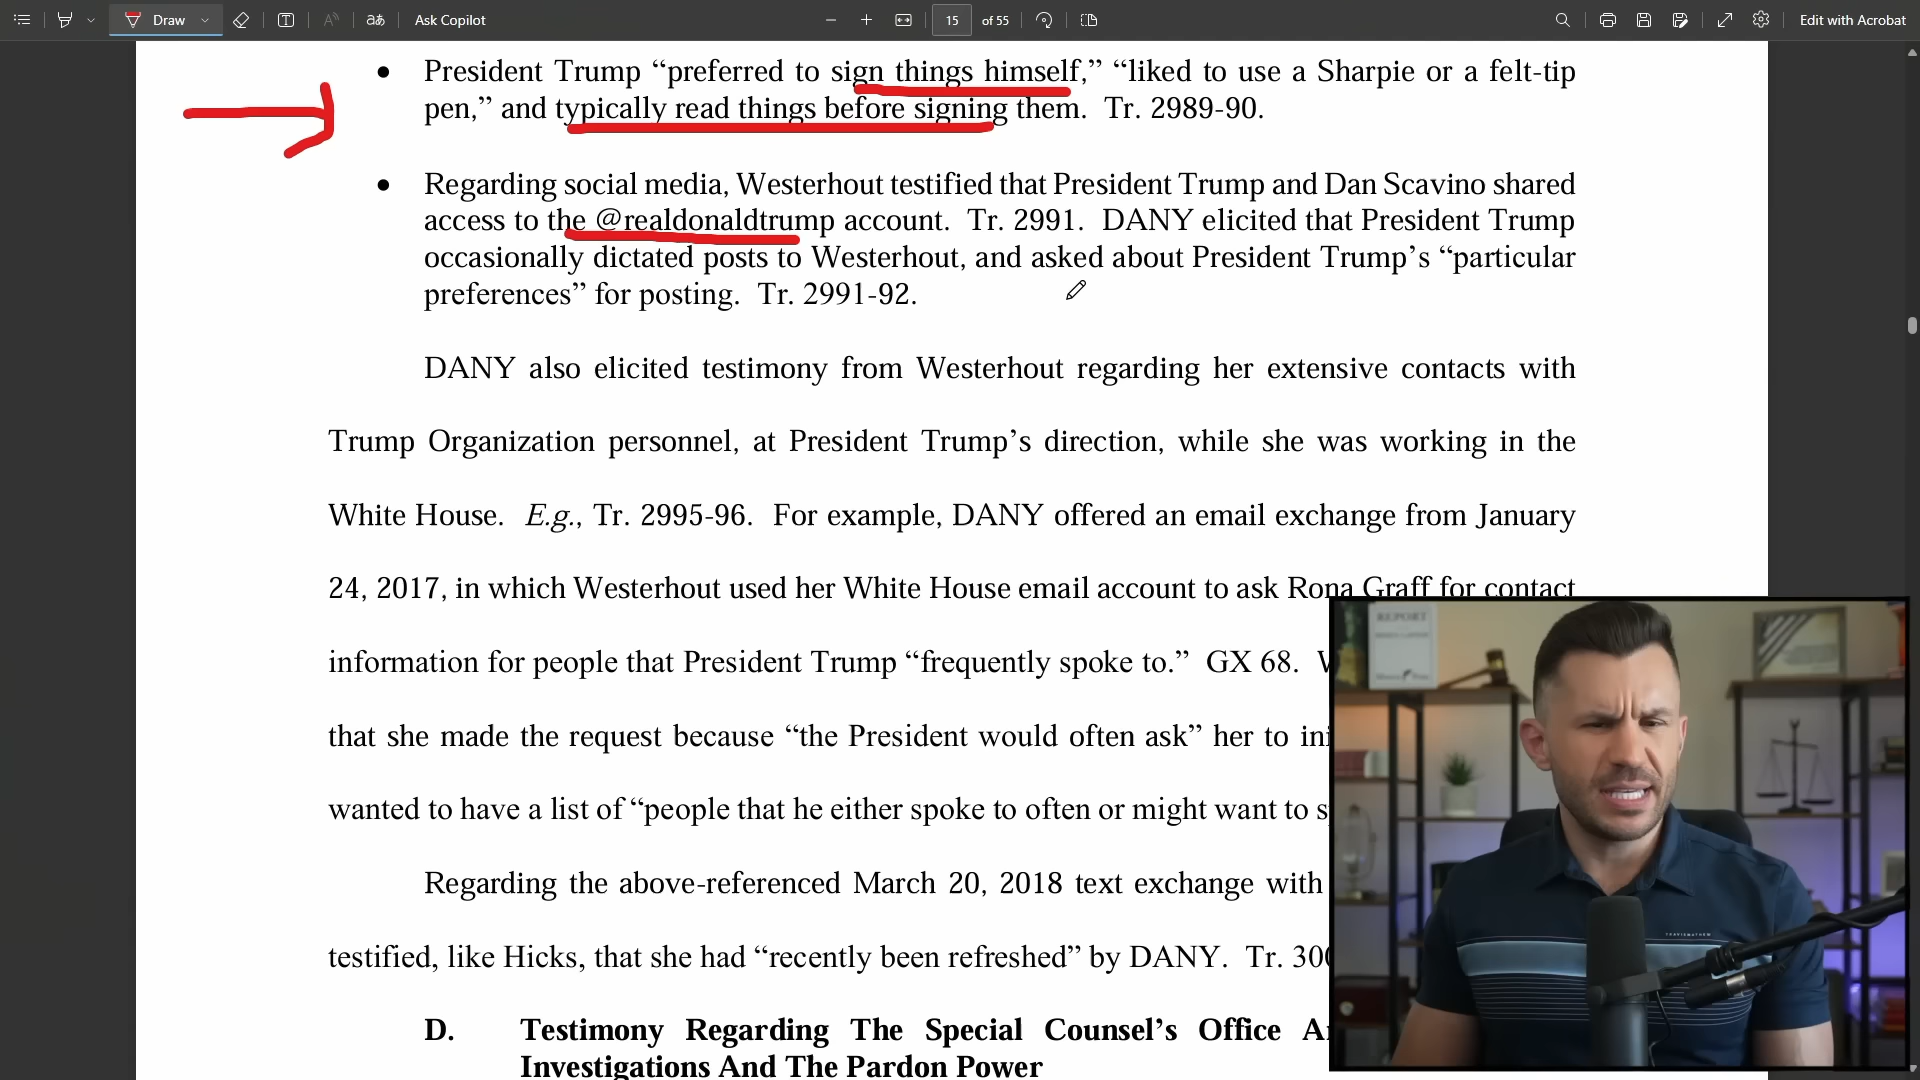 Draw
Ask Copilot
15
of 55
Edit with Acrobat
• President Trump “preferred to sign things himself,” “liked to use a Sharpie or a felt-tip
pen,” and typically read things before signing them. Tr. 2989-90.
• Regarding social media, Westerhout testified that President Trump and Dan Scavino shared
access to the @realdonaldtrump account. Tr. 2991. DANY elicited that President Trump
occasionally dictated posts to Westerhout, and asked about President Trump’s “particular
preferences” for posting. Tr. 2991-92.
DANY also elicited testimony from Westerhout regarding her extensive contacts with
Trump Organization personnel, at President Trump’s direction, while she was working in the
White House. E.g., Tr. 2995-96. For example, DANY offered an email exchange from January
24, 2017, in which Westerhout used her White House email account to ask Rona Graff for contact
information for people that President Trump “frequently spoke to.” GX 68.
that she made the request because “the President would often ask” her to
wanted to have a list of “people that he either spoke to often or might want to
Regarding the above-referenced March 20, 2018 text exchange with
testified, like Hicks, that she had “recently been refreshed” by DANY. Tr.
D. Testimony Regarding The Special Counsel’s Office
Investigations And The Pardon Power
REPORT